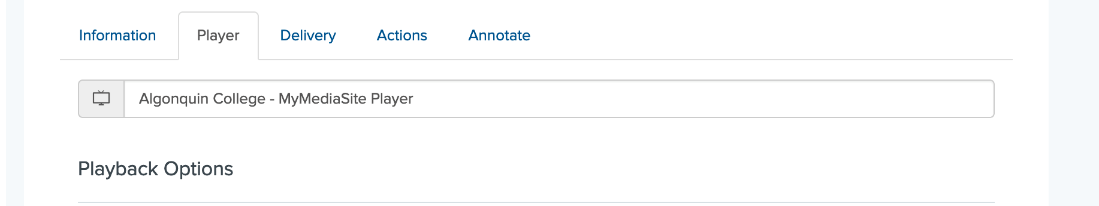 Information Player Delivery Actions Annotate
Algonquin College - MyMediaSite Player
Playback Options